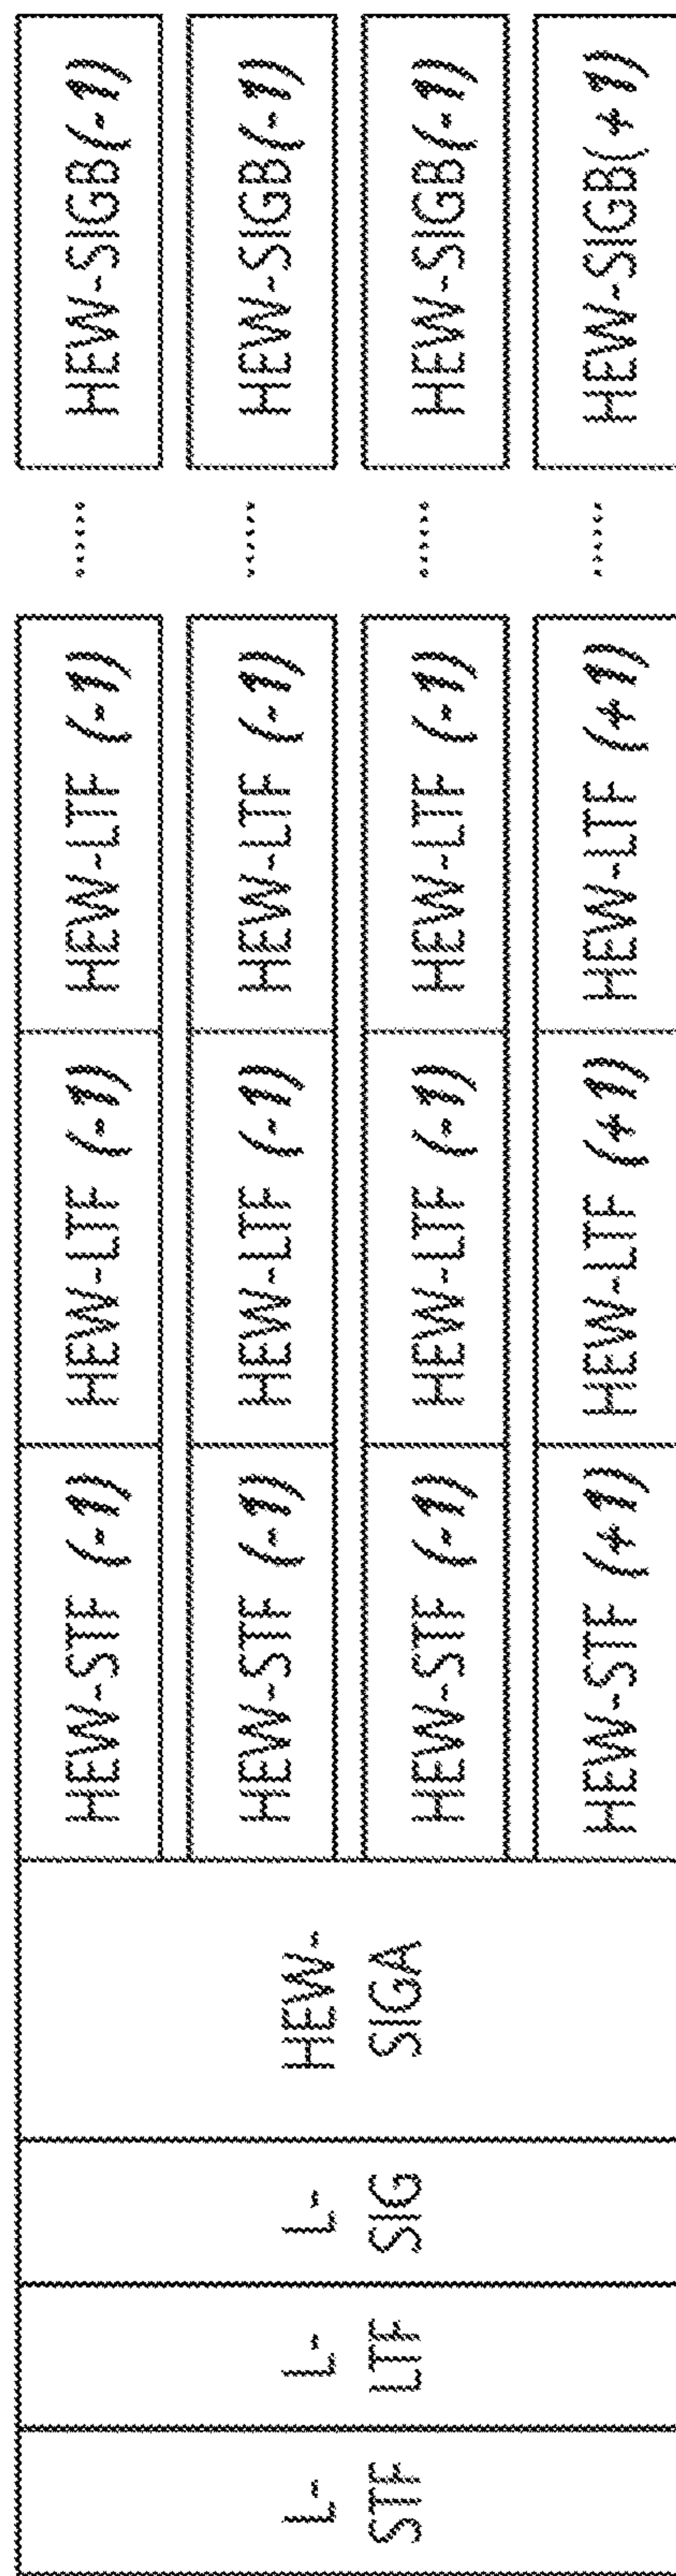 L-
STF
L-
LTF
L-
SIG
HEW-
SIGA
HEW-STF (-1) HEW-LTF (-1) HEW-LTF (-1) ...... HEW-SIGB(-1)
HEW-STF (-1) HEW-LTF (-1) HEW-LTF (-1) ...... HEW-SIGB(-1)
HEW-STF (-1) HEW-LTF (-1) HEW-LTF (-1) ...... HEW-SIGB(-1)
HEW-STF (+1) HEW-LTF (+1) HEW-LTF (+1) ...... HEW-SIGB(+1)